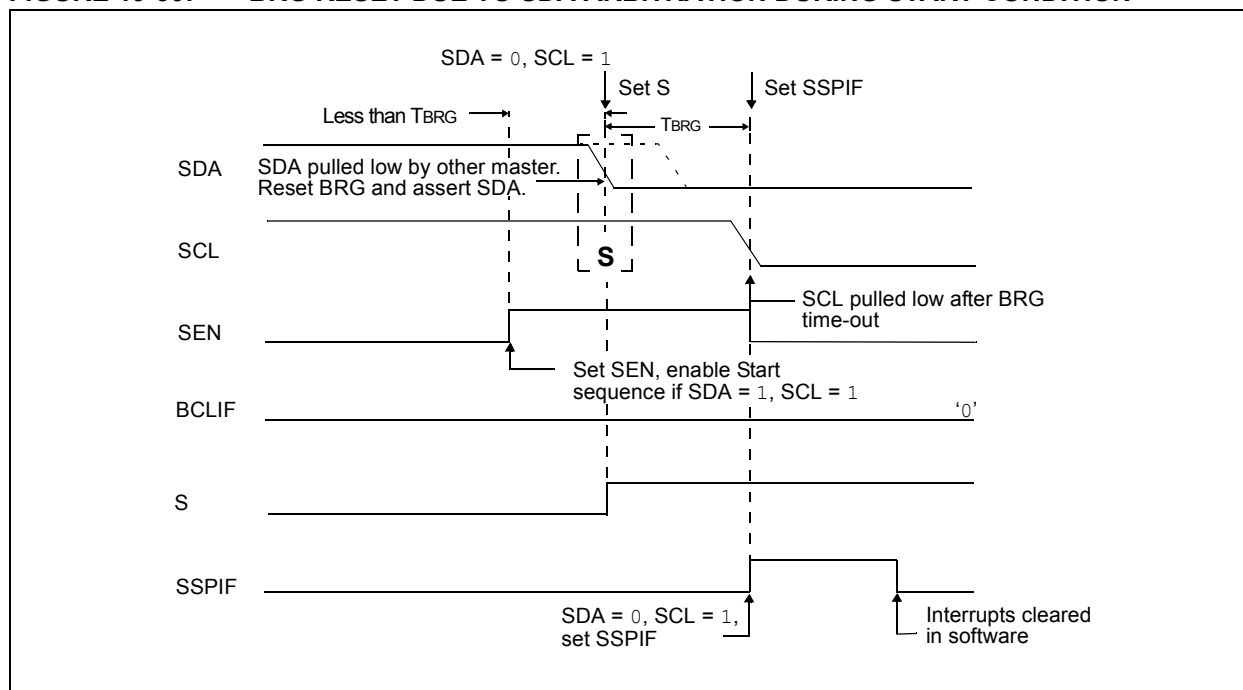 SDA = 0, SCL = 1
Set S
Set SSPIF
Less than TBRG
TBRG
SDA
SDA pulled low by other master.
Reset BRG and assert SDA.
SCL
S
SCL pulled low after BRG
time-out
SEN
Set SEN, enable Start
sequence if SDA = 1, SCL = 1
BCLIF
‘0’
S
SSPIF
SDA = 0, SCL = 1,
set SSPIF
Interrupts cleared
in software